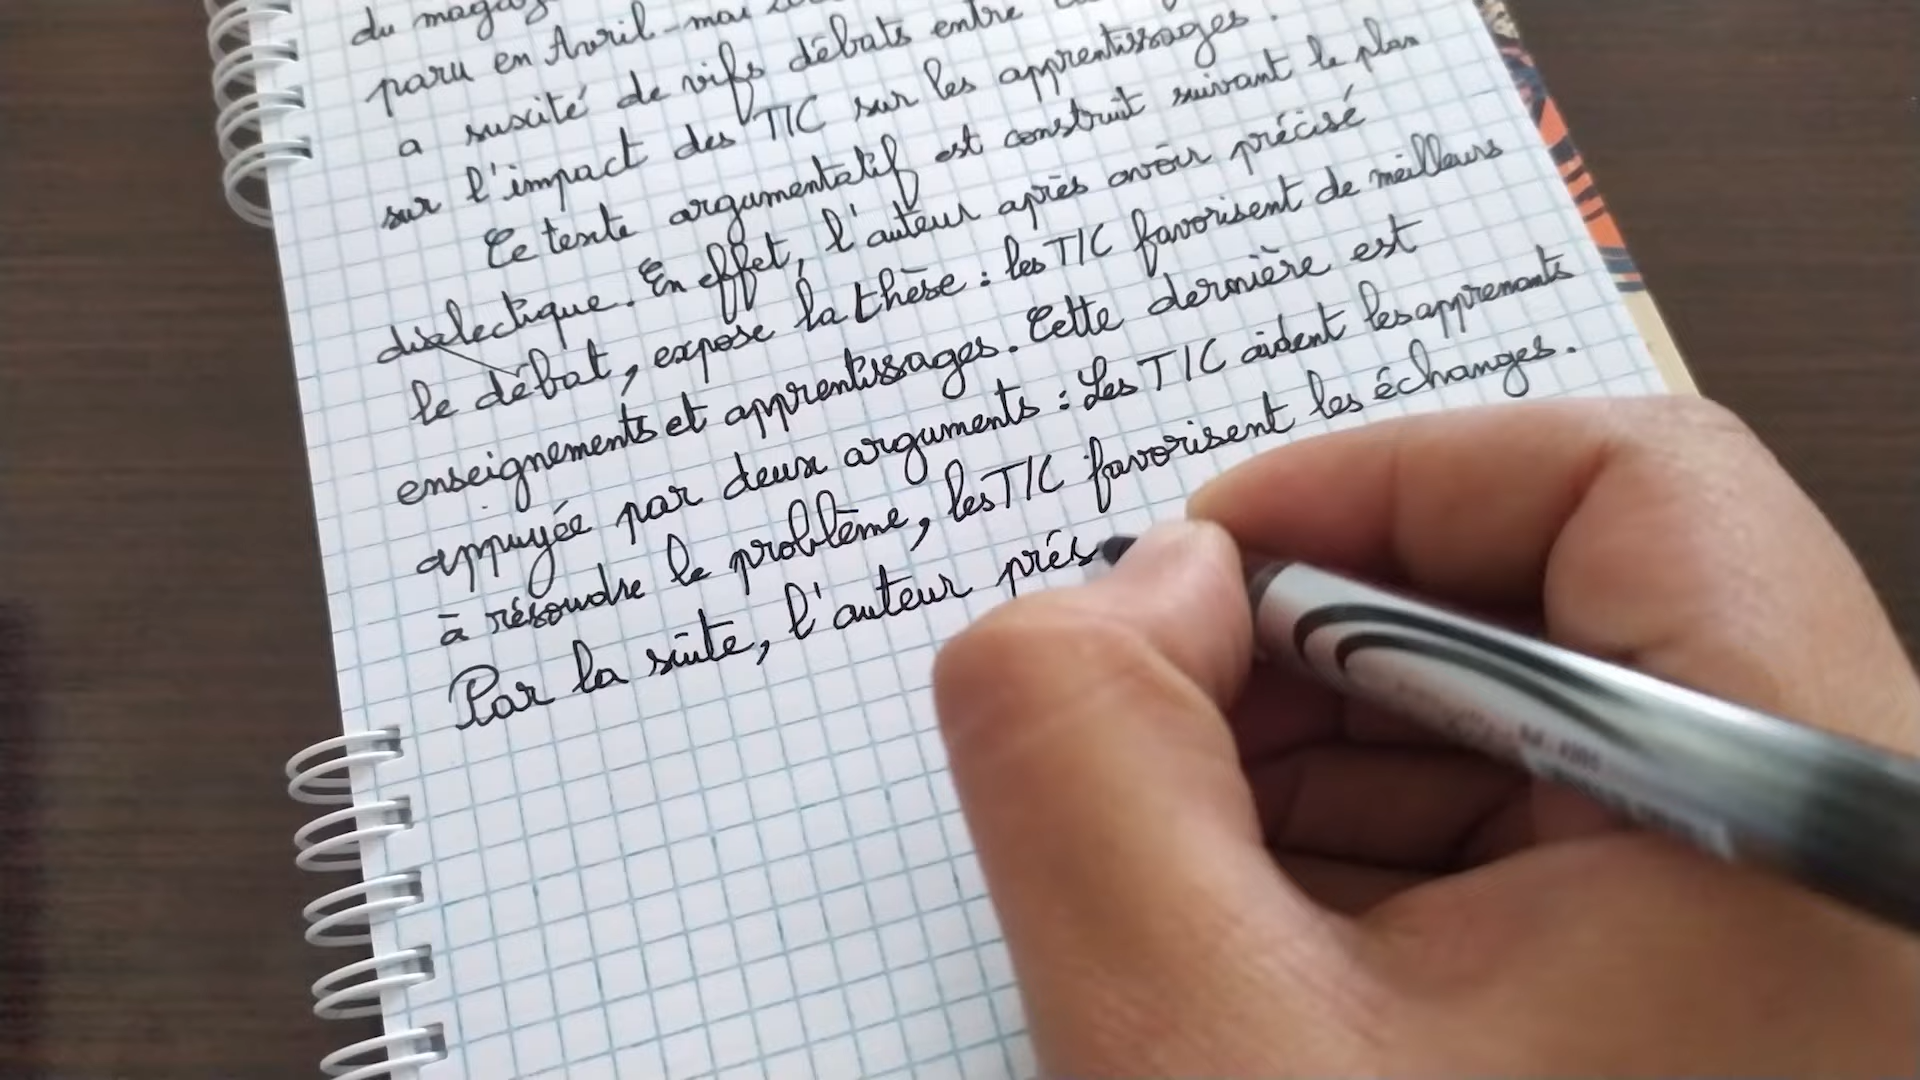 du magaz
paru en Avril-mai
a suscité de vifs débats entre
sur l'impact des TIC sur les apprentissages.
Ce texte argumentatif est construit suivant le plan
dialectique. En effet, l'auteur après avoir précisé
le débat, expose la thèse : les TIC favorisent de meilleurs
enseignements et apprentissages. Cette dernière est
appuyée par deux arguments : Les TIC aident les apprenants
à résoudre le problème, les TIC favorisent les échanges.
Par la suite, l'auteur prés